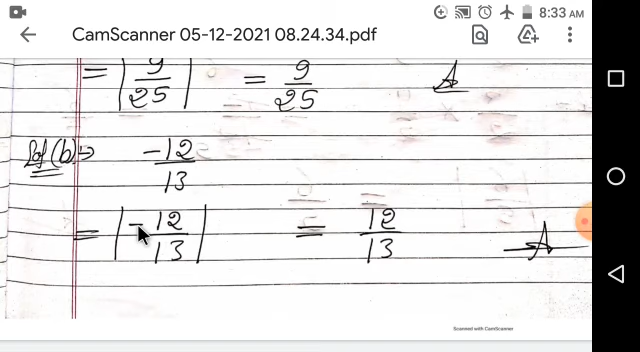 8:33 AM
CamScanner 05-12-2021 08.24.34.pdf
= |9/25| = 9/25 A
Sol(b)⇒ -12/13
= |-12/13| = 12/13 A
Scanned with CamScanner